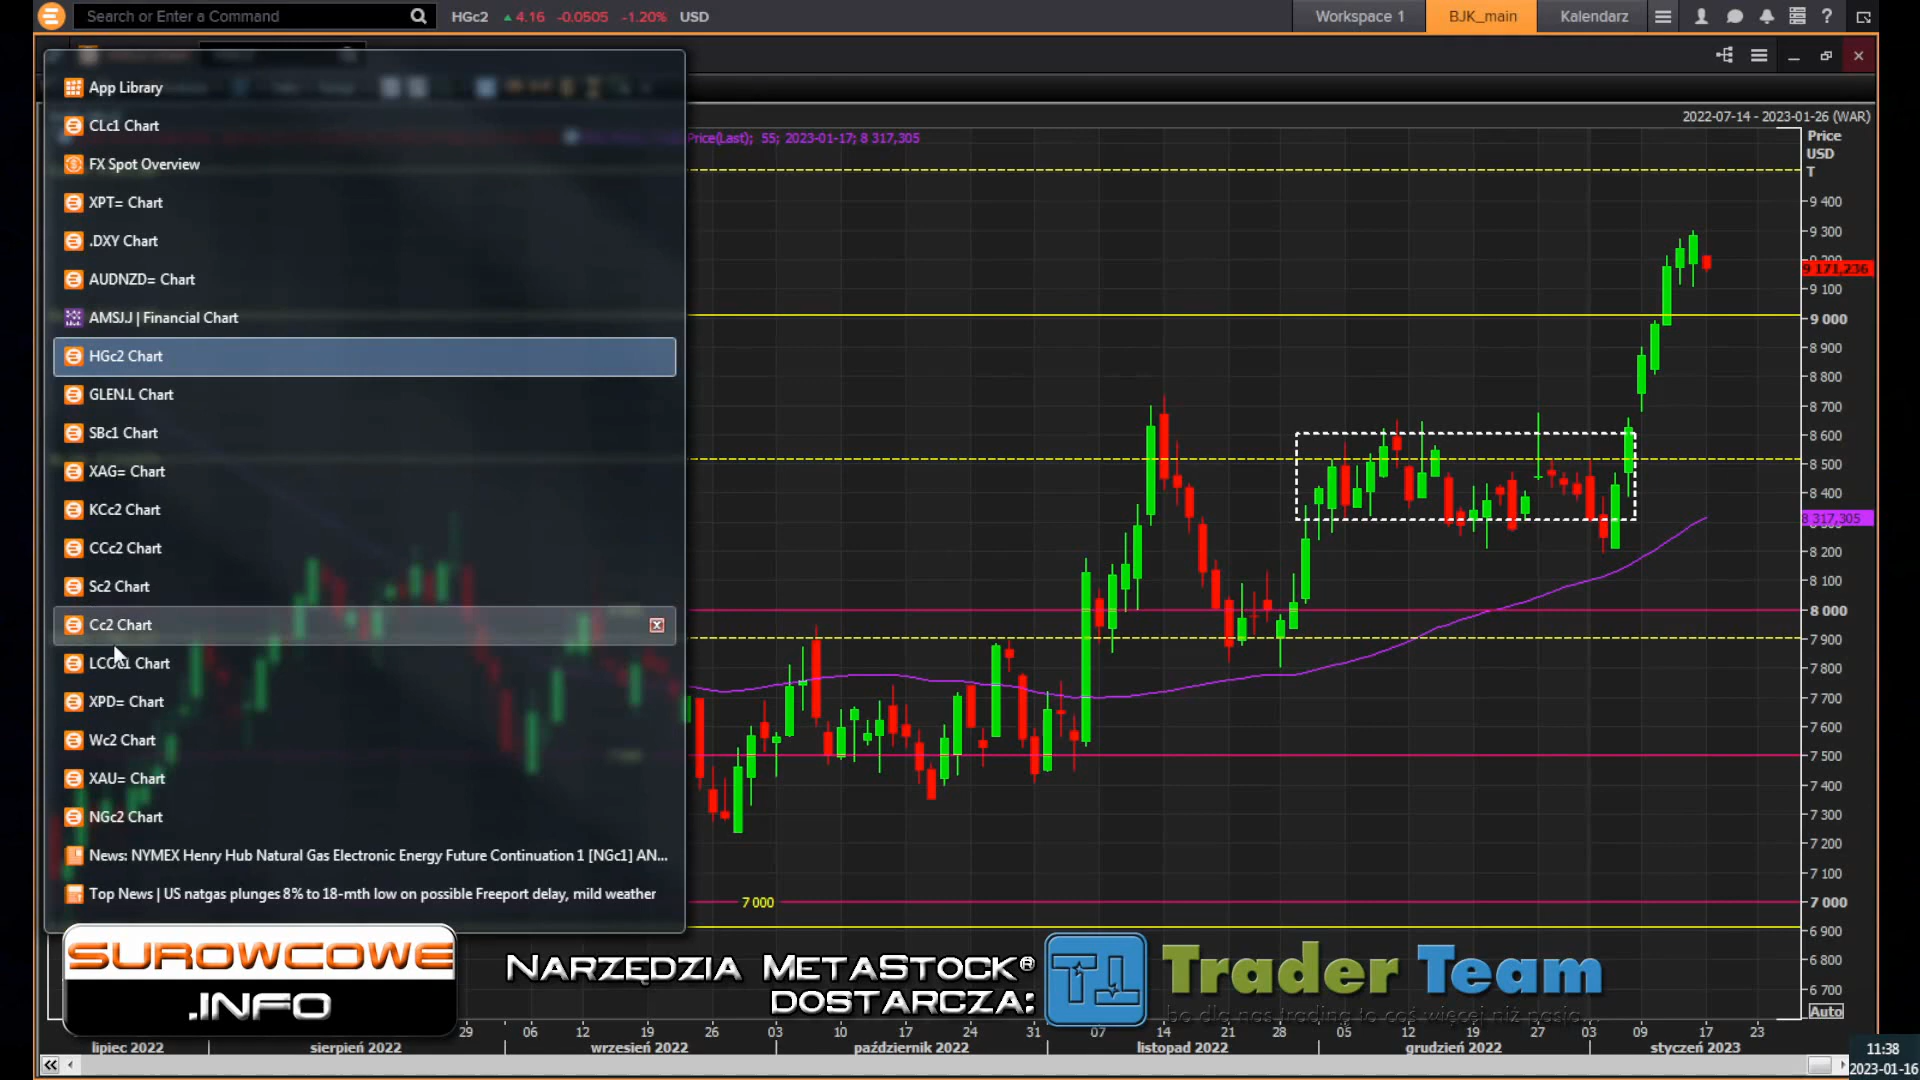 Search or Enter a Command
HGc2 ▲4.16 -0.0505 -1.20% USD
Workspace 1
BJK_main
Kalendarz
2022-07-14 - 2023-01-26 (WAR)
Price(Last); 55; 2023-01-17; 8 317,305
Price
USD
T
App Library
CLc1 Chart
FX Spot Overview
XPT= Chart
.DXY Chart
AUDNZD= Chart
AMSJ.J | Financial Chart
HGc2 Chart
GLEN.L Chart
SBc1 Chart
XAG= Chart
KCc2 Chart
CCc2 Chart
Sc2 Chart
Cc2 Chart
XPD= Chart
Wc2 Chart
XAU= Chart
NGc2 Chart
News: NYMEX Henry Hub Natural Gas Electronic Energy Future Continuation 1 [NGc1] AN...
Top News | US natgas plunges 8% to 18-mth low on possible Freeport delay, mild weather
9 400
9 300
9 171,236
9 100
9 000
8 900
8 800
8 700
8 600
8 500
8 400
8 317,305
8 200
8 100
8 000
7 900
7 800
7 700
7 600
7 500
7 400
7 300
7 200
7 100
7 000
6 900
6 800
6 700
Auto
7 000
SUROWCOWE
.INFO
NARZĘDZIA METASTOCK®
DOSTARCZA:
Trader Team
bo dla nas trading to coś więcej niż pasja...
29 06 12 19 26 03 10 17 24 31 07 14 21 28 05 12 19 27 03 09 17 23
lipiec 2022 sierpień 2022 wrzesień 2022 październik 2022 listopad 2022 grudzień 2022 styczeń 2023
11:38
2023-01-16